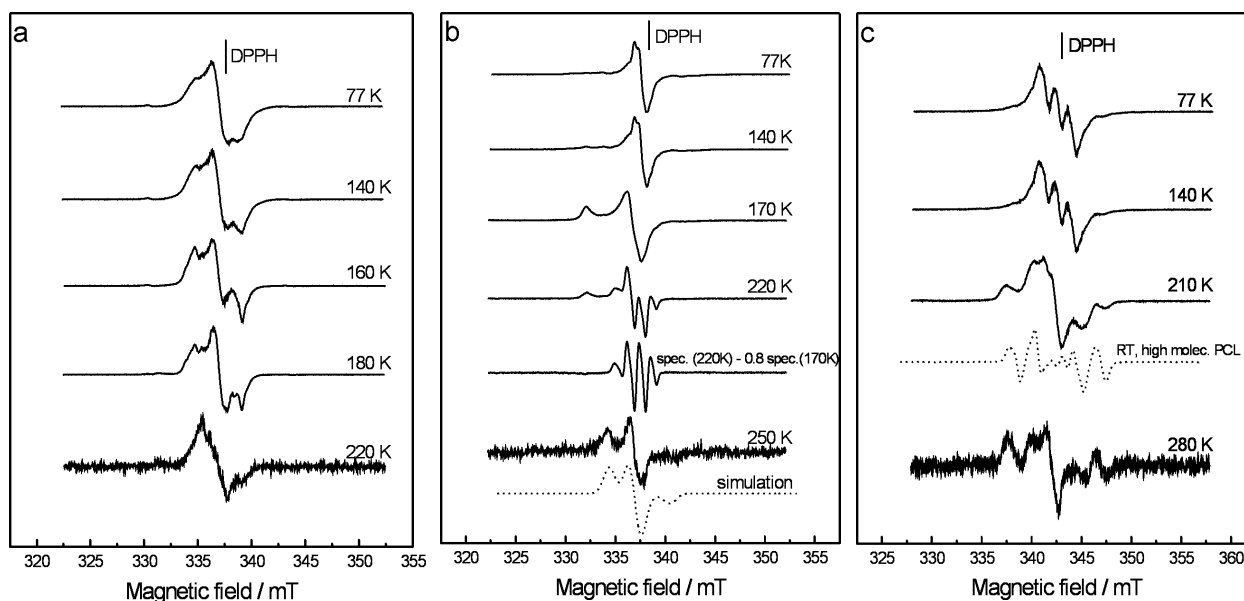 a
DPPH
77 K
140 K
160 K
180 K
220 K
320 325 330 335 340 345 350 355
Magnetic field / mT
b
DPPH
77K
140 K
170 K
220 K
spec. (220K) - 0.8 spec.(170K)
250 K
simulation
320 325 330 335 340 345 350 355
Magnetic field / mT
c
DPPH
77 K
140 K
210 K
RT, high molec. PCL
280 K
325 330 335 340 345 350 355 360
Magnetic field / mT